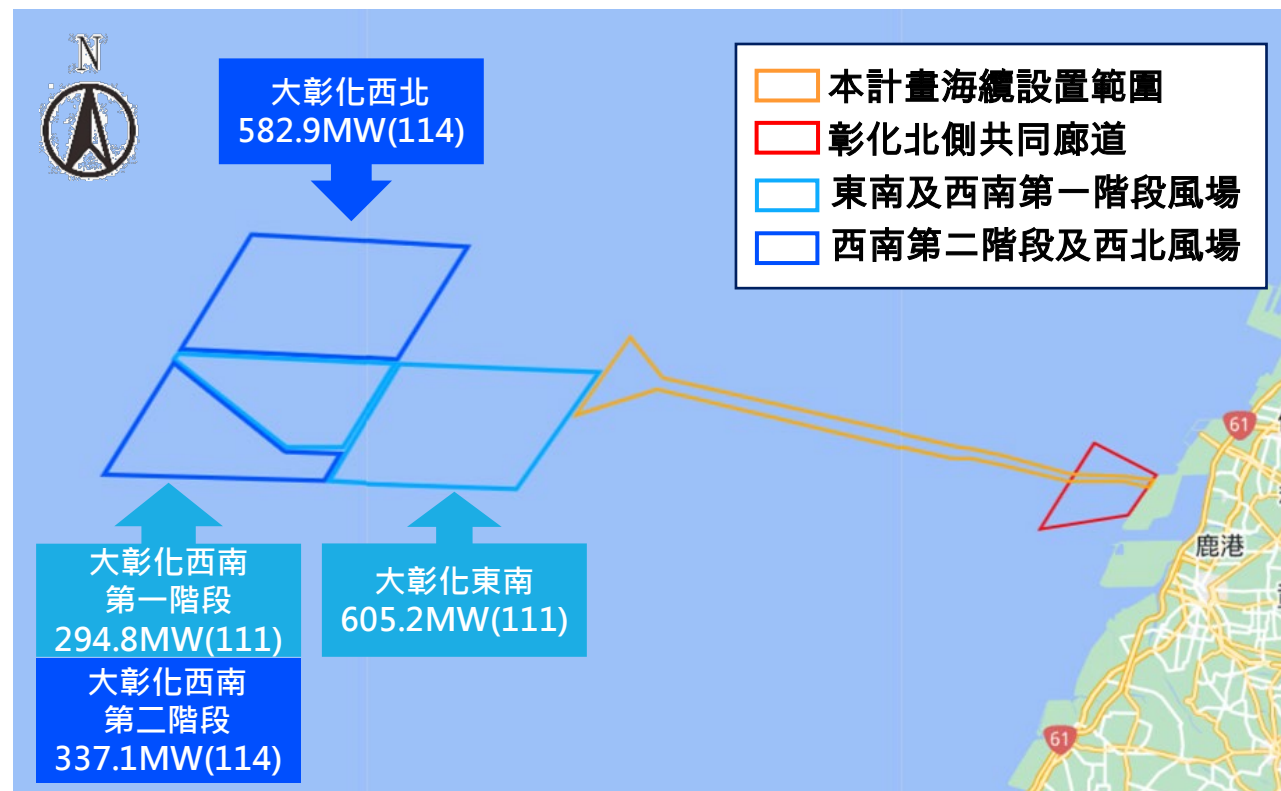 N
大彰化西北
582.9MW(114)
本計畫海纜設置範圍
彰化北側共同廊道
東南及西南第一階段風場
西南第二階段及西北風場
61
鹿港
大彰化西南
第一階段
294.8MW(111)
大彰化東南
605.2MW(111)
大彰化西南
第二階段
337.1MW(114)
61